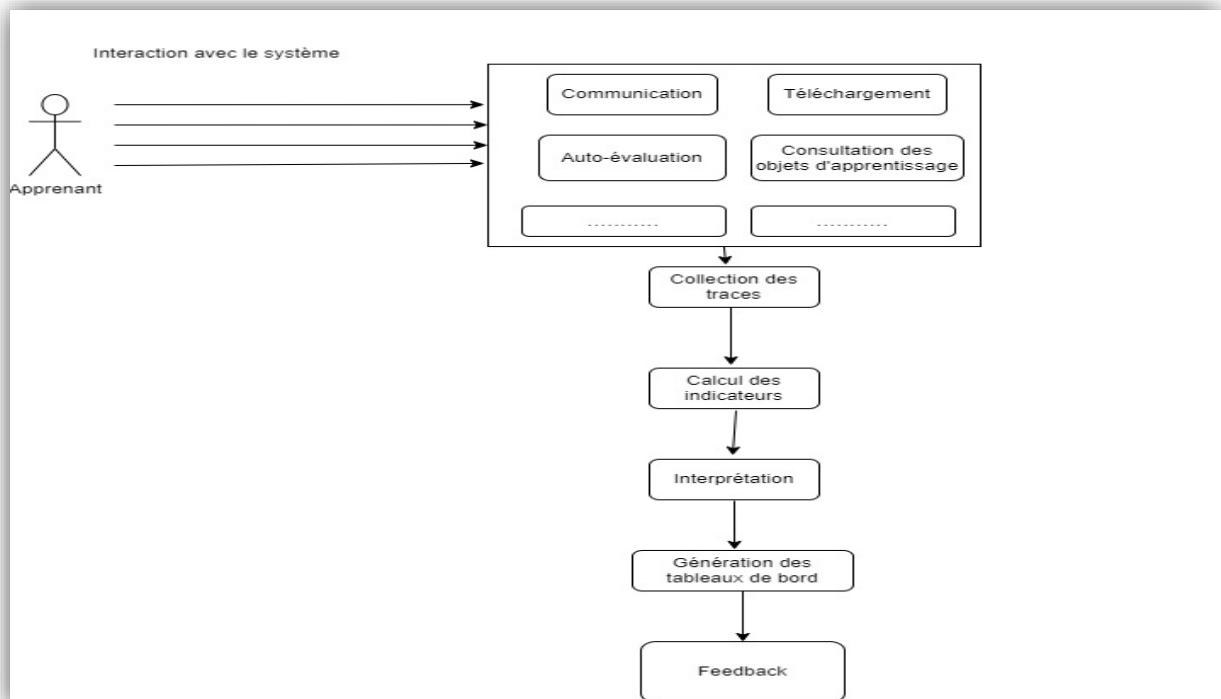 Interaction avec le système
Apprenant
Communication
Téléchargement
Auto-évaluation
Consultation des
objets d'apprentissage
...........
...........
Collection des
traces
Calcul des
indicateurs
Interprétation
Génération des
tableaux de bord
Feedback